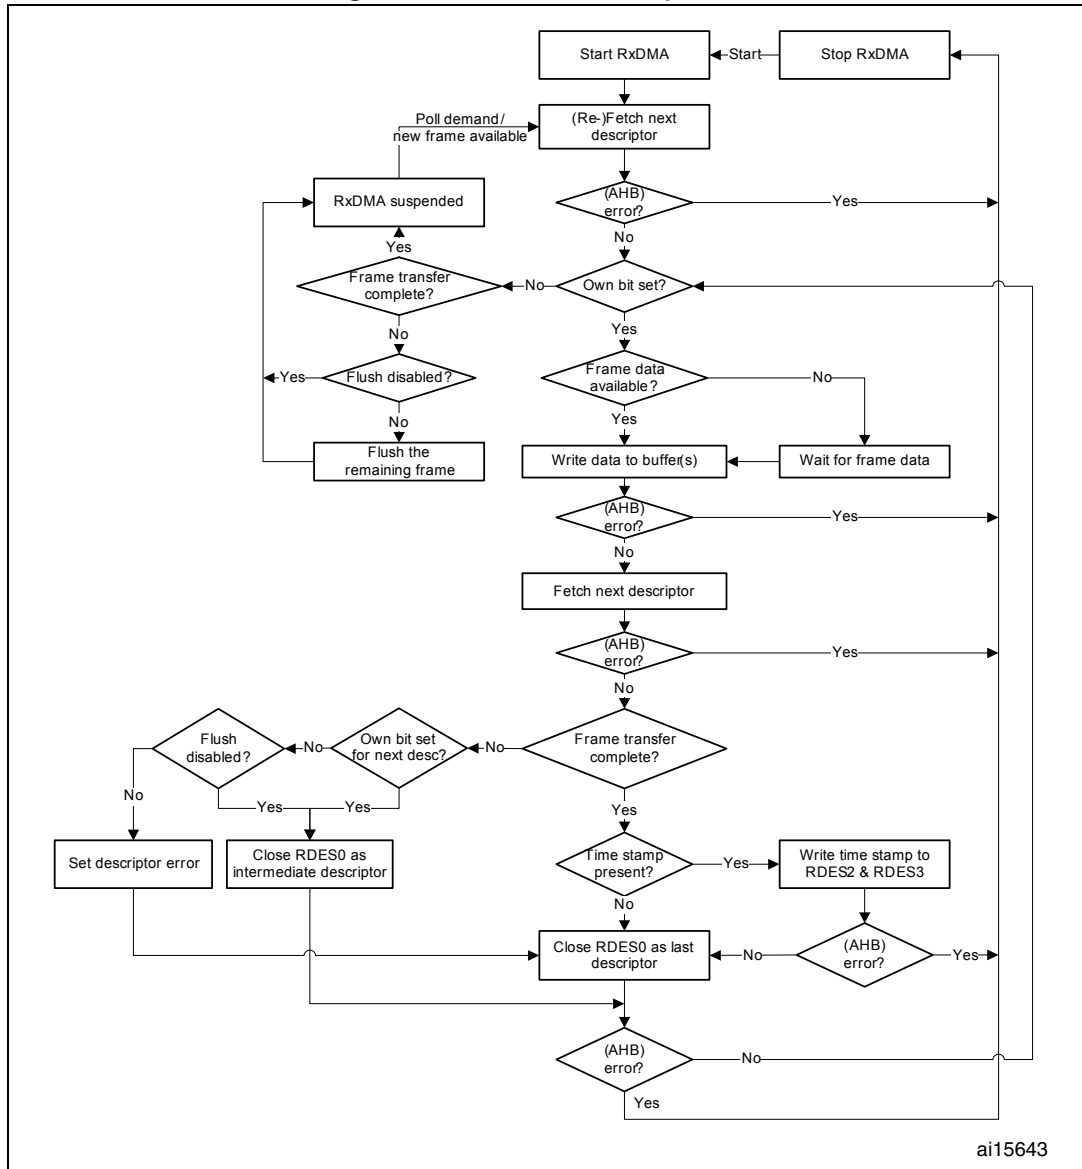 Start RxDMA
Start
Stop RxDMA
Poll demand/
new frame available
(Re-)Fetch next
descriptor
RxDMA suspended
(AHB)
error?
Yes
No
Yes
Frame transfer
complete?
No
Own bit set?
No
Yes
Yes
Flush disabled?
Frame data
available?
No
No
Yes
Flush the
remaining frame
Write data to buffer(s)
Wait for frame data
(AHB)
error?
Yes
No
Fetch next descriptor
(AHB)
error?
Yes
No
Flush
disabled?
No
Own bit set
for next desc?
No
Frame transfer
complete?
No
Yes
Yes
Yes
Set descriptor error
Close RDES0 as
intermediate descriptor
Time stamp
present?
Yes
Write time stamp to
RDES2 & RDES3
No
Close RDES0 as last
descriptor
No
(AHB)
error?
Yes
(AHB)
error?
No
Yes
ai15643